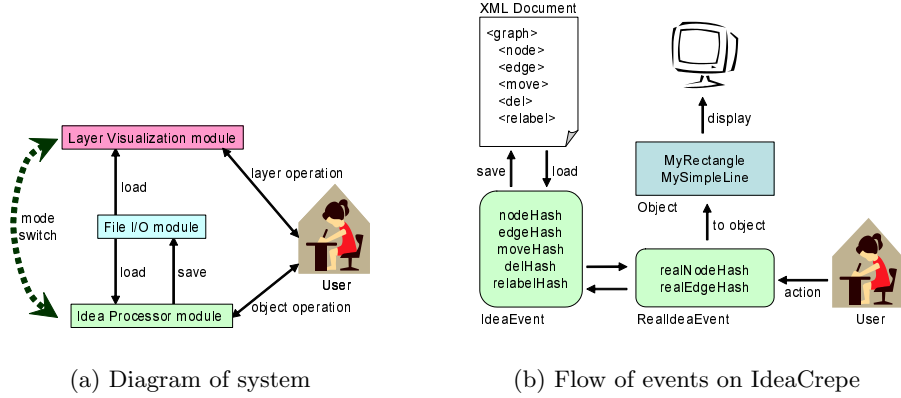 Layer Visualization module
load
layer operation
mode
switch
File I/O module
load
save
User
object operation
Idea Processor module
(a) Diagram of system
XML Document
<graph>
<node>
<edge>
<move>
<del>
<relabel>
display
save
load
MyRectangle
MySimpleLine
Object
nodeHash
edgeHash
moveHash
delHash
relabelHash
to object
realNodeHash
realEdgeHash
action
IdeaEvent
RealIdeaEvent
User
(b) Flow of events on IdeaCrepe